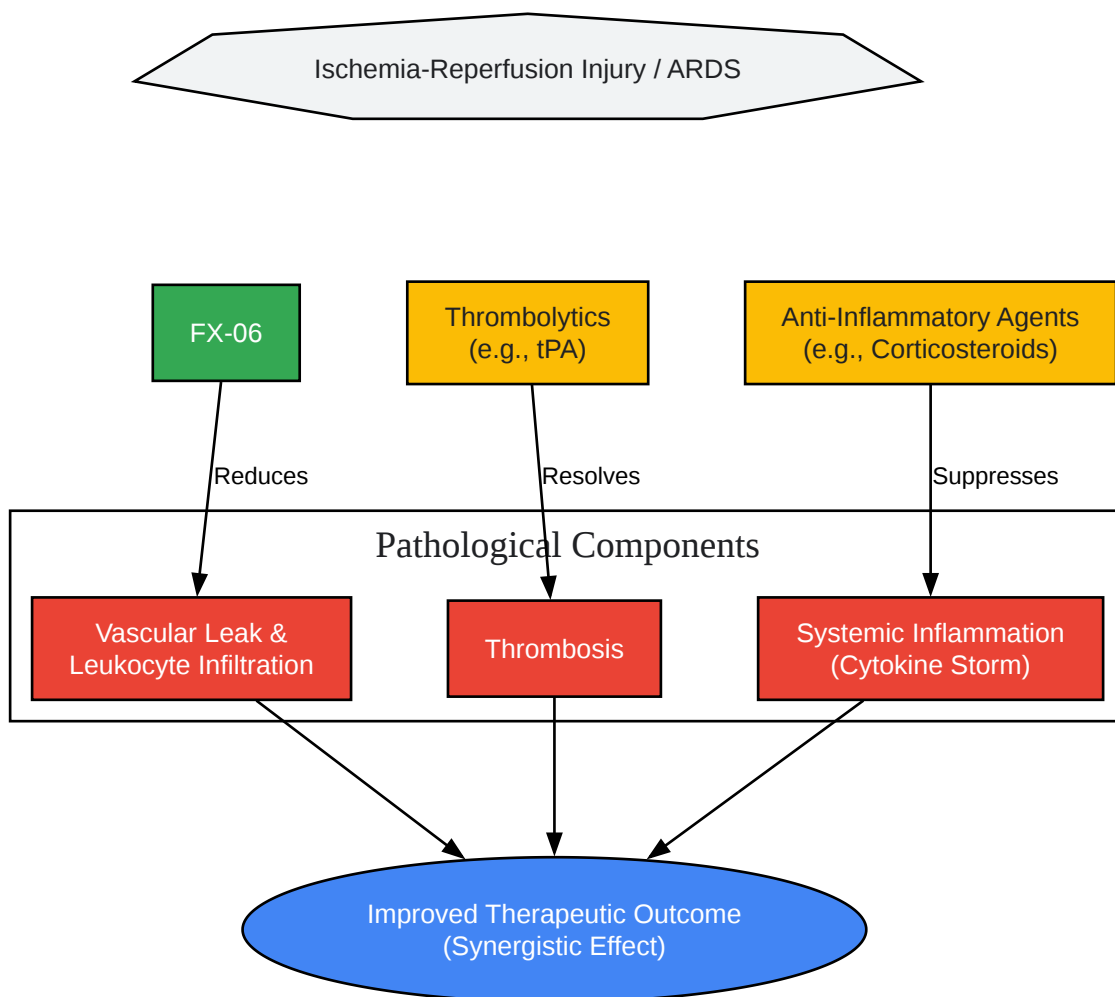 Ischemia-Reperfusion Injury / ARDS
FX-06
Thrombolytics
(e.g., tPA)
Anti-Inflammatory Agents
(e.g., Corticosteroids)
Reduces
Resolves
Suppresses
Pathological Components
Vascular Leak &
Leukocyte Infiltration
Thrombosis
Systemic Inflammation
(Cytokine Storm)
Improved Therapeutic Outcome
(Synergistic Effect)